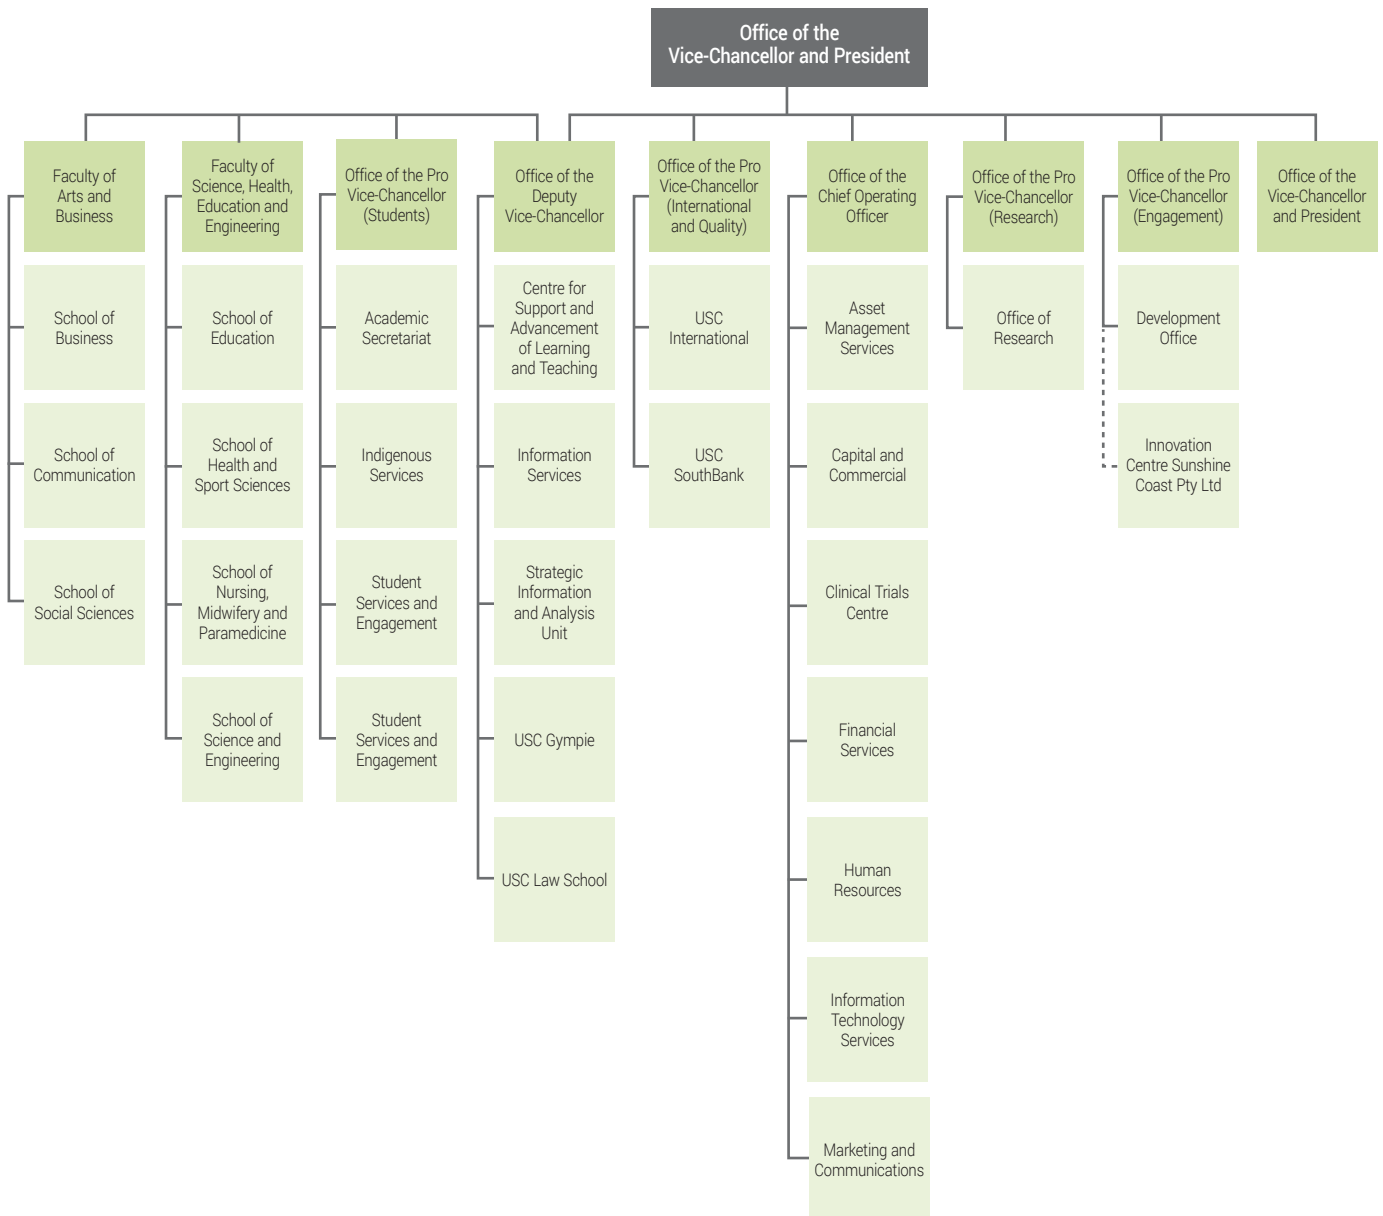 Office of the
Vice-Chancellor and President
Faculty of
Arts and
Business
School of
Business
School of
Communication
School of
Social Sciences
Faculty of
Science, Health,
Education and
Engineering
School of
Education
School of
Health and
Sport Sciences
School of
Nursing,
Midwifery and
Paramedicine
School of
Science and
Engineering
Office of the Pro
Vice-Chancellor
(Students)
Academic
Secretariat
Indigenous
Services
Student
Services and
Engagement
Student
Services and
Engagement
Office of the
Deputy
Vice-Chancellor
Centre for
Support and
Advancement
of Learning
and Teaching
Information
Services
Strategic
Information
and Analysis
Unit
USC Gympie
USC Law School
Office of the Pro
Vice-Chancellor
(International
and Quality)
USC
International
USC
SouthBank
Office of the
Chief Operating
Officer
Asset
Management
Services
Capital and
Commercial
Clinical Trials
Centre
Financial
Services
Human
Resources
Information
Technology
Services
Marketing and
Communications
Office of the Pro
Vice-Chancellor
(Research)
Office of
Research
Office of the Pro
Vice-Chancellor
(Engagement)
Development
Office
Innovation
Centre Sunshine
Coast Pty Ltd
Office of the
Vice-Chancellor
and President